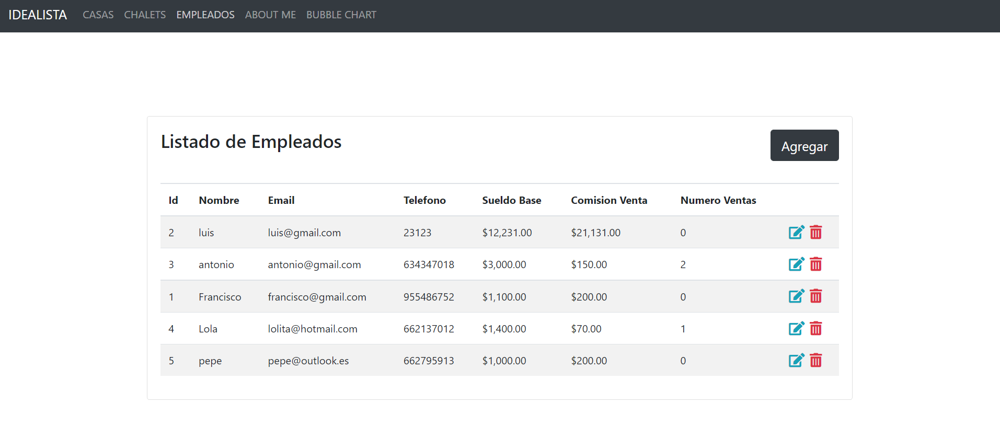 IDEALISTA CASAS CHALETS EMPLEADOS ABOUT ME BUBBLE CHART
Listado de Empleados
Agregar
Id Nombre Email Telefono Sueldo Base Comision Venta Numero Ventas
2 luis luis@gmail.com 23123 $12,231.00 $21,131.00 0
3 antonio antonio@gmail.com 634347018 $3,000.00 $150.00 2
1 Francisco francisco@gmail.com 955486752 $1,100.00 $200.00 0
4 Lola lolita@hotmail.com 662137012 $1,400.00 $70.00 1
5 pepe pepe@outlook.es 662795913 $1,000.00 $200.00 0